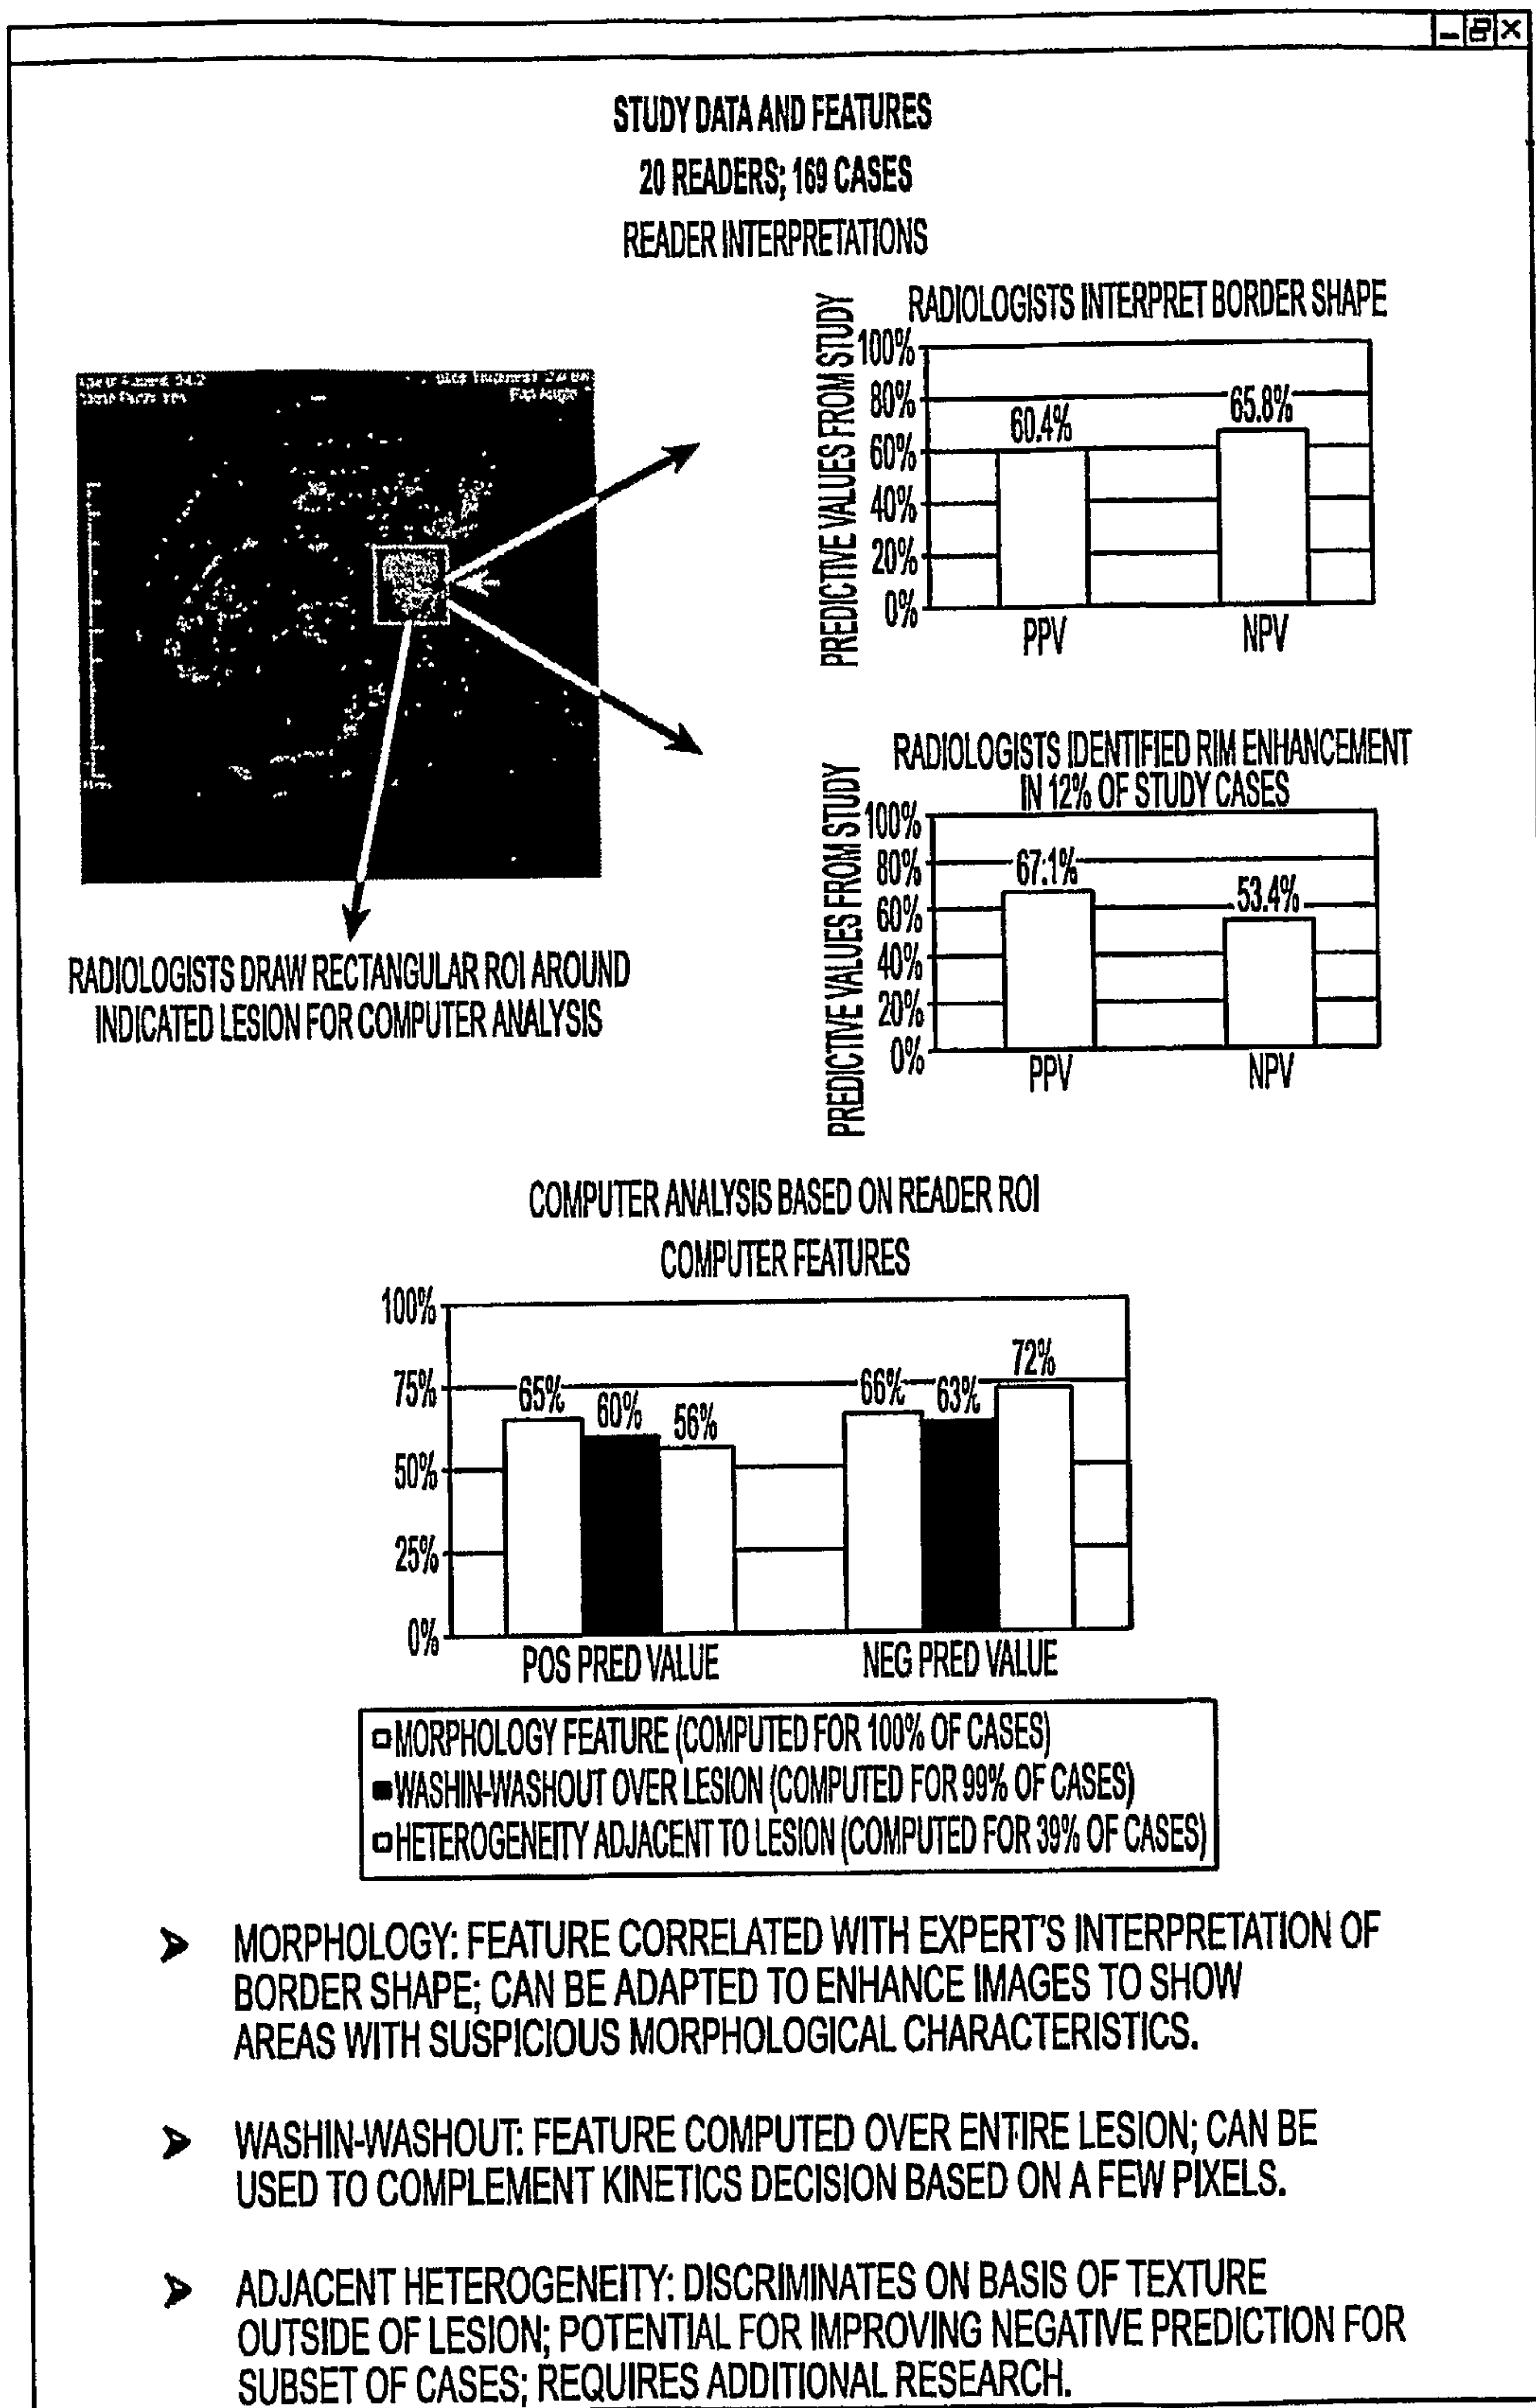 STUDY DATA AND FEATURES
20 READERS; 169 CASES
READER INTERPRETATIONS
RADIOLOGISTS INTERPRET BORDER SHAPE
PREDICTIVE VALUES FROM STUDY
100%
80%
60%
40%
20%
0%
60.4%
65.8%
PPV
NPV
RADIOLOGISTS IDENTIFIED RIM ENHANCEMENT
IN 12% OF STUDY CASES
PREDICTIVE VALUES FROM STUDY
100%
80%
60%
40%
20%
0%
67.1%
53.4%
PPV
NPV
RADIOLOGISTS DRAW RECTANGULAR ROI AROUND
INDICATED LESION FOR COMPUTER ANALYSIS
COMPUTER ANALYSIS BASED ON READER ROI
COMPUTER FEATURES
100%
75%
50%
25%
0%
65%
60%
56%
66%
63%
72%
POS PRED VALUE
NEG PRED VALUE
MORPHOLOGY FEATURE (COMPUTED FOR 100% OF CASES)
WASHIN-WASHOUT OVER LESION (COMPUTED FOR 99% OF CASES)
HETEROGENEITY ADJACENT TO LESION (COMPUTED FOR 39% OF CASES)
➤ MORPHOLOGY: FEATURE CORRELATED WITH EXPERT'S INTERPRETATION OF
BORDER SHAPE; CAN BE ADAPTED TO ENHANCE IMAGES TO SHOW
AREAS WITH SUSPICIOUS MORPHOLOGICAL CHARACTERISTICS.
➤ WASHIN-WASHOUT: FEATURE COMPUTED OVER ENTIRE LESION; CAN BE
USED TO COMPLEMENT KINETICS DECISION BASED ON A FEW PIXELS.
➤ ADJACENT HETEROGENEITY: DISCRIMINATES ON BASIS OF TEXTURE
OUTSIDE OF LESION; POTENTIAL FOR IMPROVING NEGATIVE PREDICTION FOR
SUBSET OF CASES; REQUIRES ADDITIONAL RESEARCH.